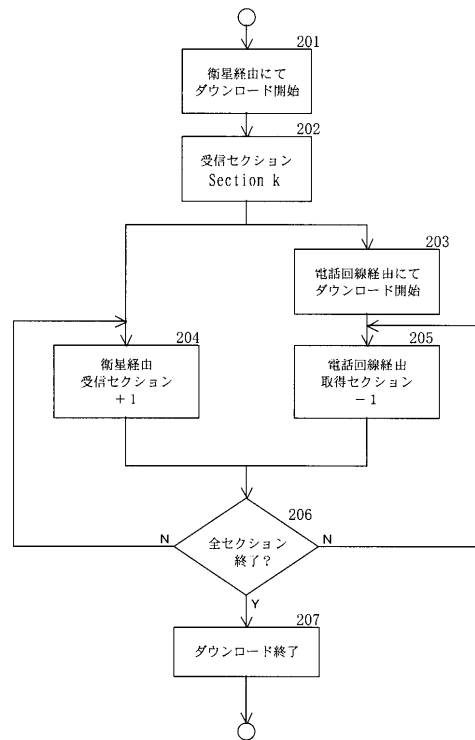 201
衛星経由にて
ダウンロード開始
202
受信セクション
Section k
203
電話回線経由にて
ダウンロード開始
204
衛星経由
受信セクション
+1
205
電話回線経由
取得セクション
-1
206
全セクション
終了?
N
N
Y
207
ダウンロード終了